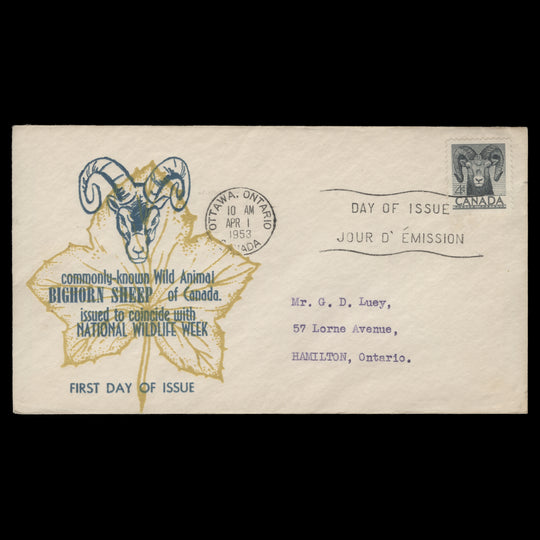 commonly-known Wild Animal
BIGHORN SHEEP of Canada.
issued to coincide with
NATIONAL WILDLIFE WEEK
FIRST DAY OF ISSUE
OTTAWA, ONTARIO
10 AM
APR 1
1953
CANADA
DAY OF ISSUE
JOUR D' ÉMISSION
4¢
CANADA
Mr. G. D. Luey,
57 Lorne Avenue,
HAMILTON, Ontario.